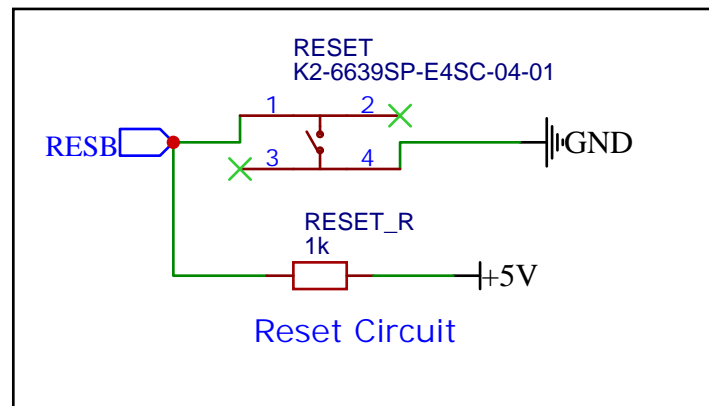 RESET
K2-6639SP-E4SC-04-01
1
2
RESB
3
4
GND
RESET_R
1k
+5V
Reset Circuit